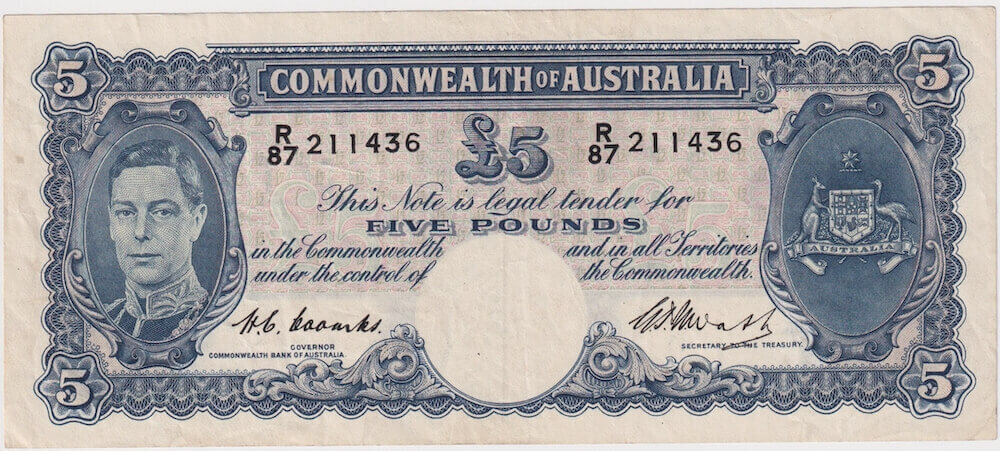 5 5
COMMONWEALTH OF AUSTRALIA
R/87 211436 £5 R/87 211436
This Note is legal tender for
FIVE POUNDS
in the Commonwealth and in all Territories
under the control of the Commonwealth.
AUSTRALIA
H.C. Coombs.
GOVERNOR
COMMONWEALTH BANK OF AUSTRALIA.
SECRETARY TO THE TREASURY.
5 5